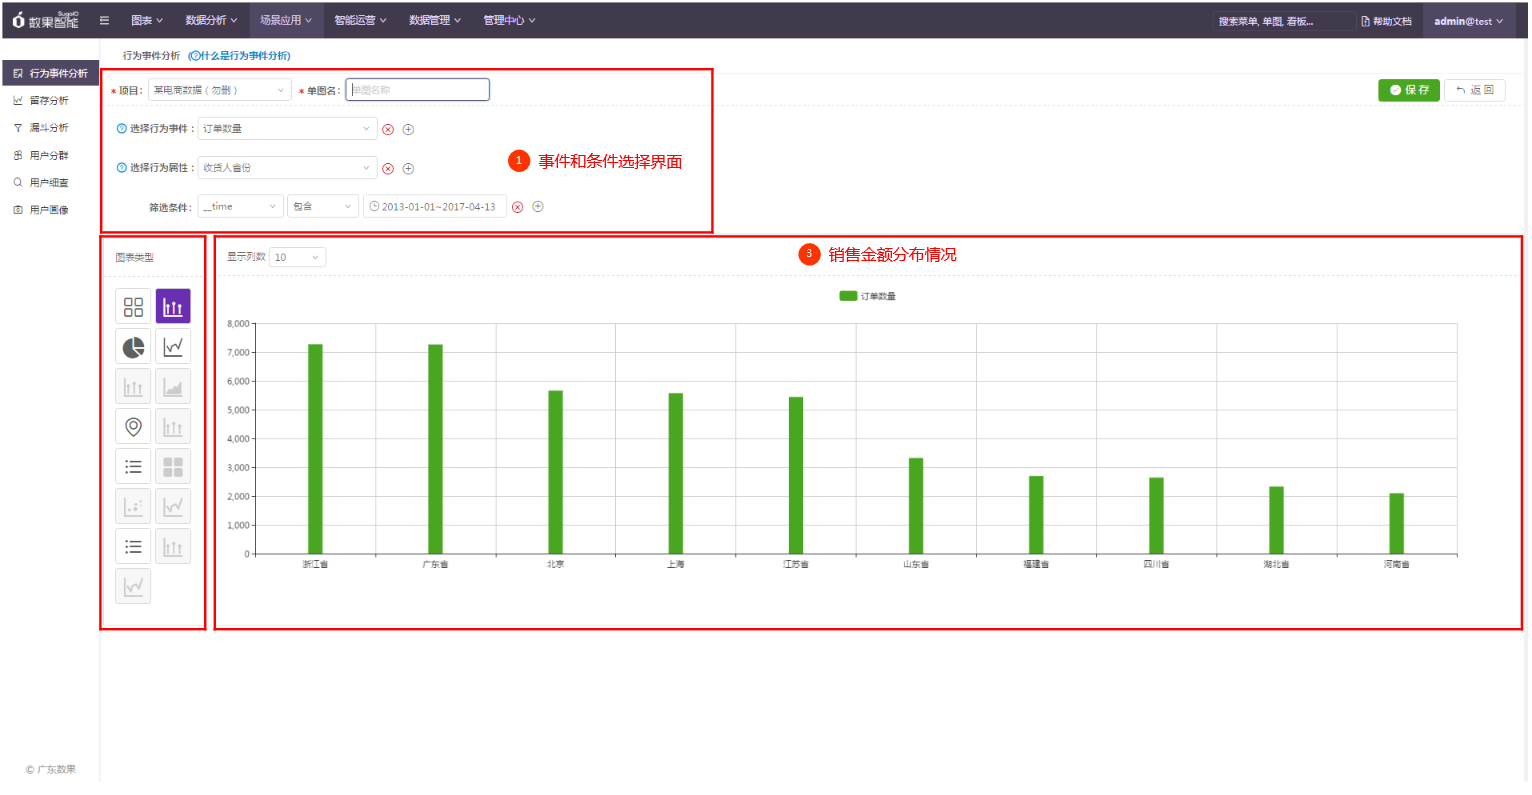 SugoIO
数果智能 图表 数据分析 场景应用 智能运营 数据管理 管理中心 搜索菜单, 单图, 看板... 帮助文档 admin@test
行为事件分析 (?什么是行为事件分析)
行为事件分析
留存分析
漏斗分析
用户分群
用户细查
用户画像
* 项目: 某电商数据（勿删） * 单图名: 单图名称 保存 返回
? 选择行为事件: 订单数量
? 选择行为属性: 收货人省份
1 事件和条件选择界面
筛选条件: __time 包含 2013-01-01~2017-04-13
图表类型
显示列数 10
3 销售金额分布情况
订单数量
8,000
7,000
6,000
5,000
4,000
3,000
2,000
1,000
0
浙江省 广东省 北京 上海 江苏省 山东省 福建省 四川省 湖北省 河南省
© 广东数果